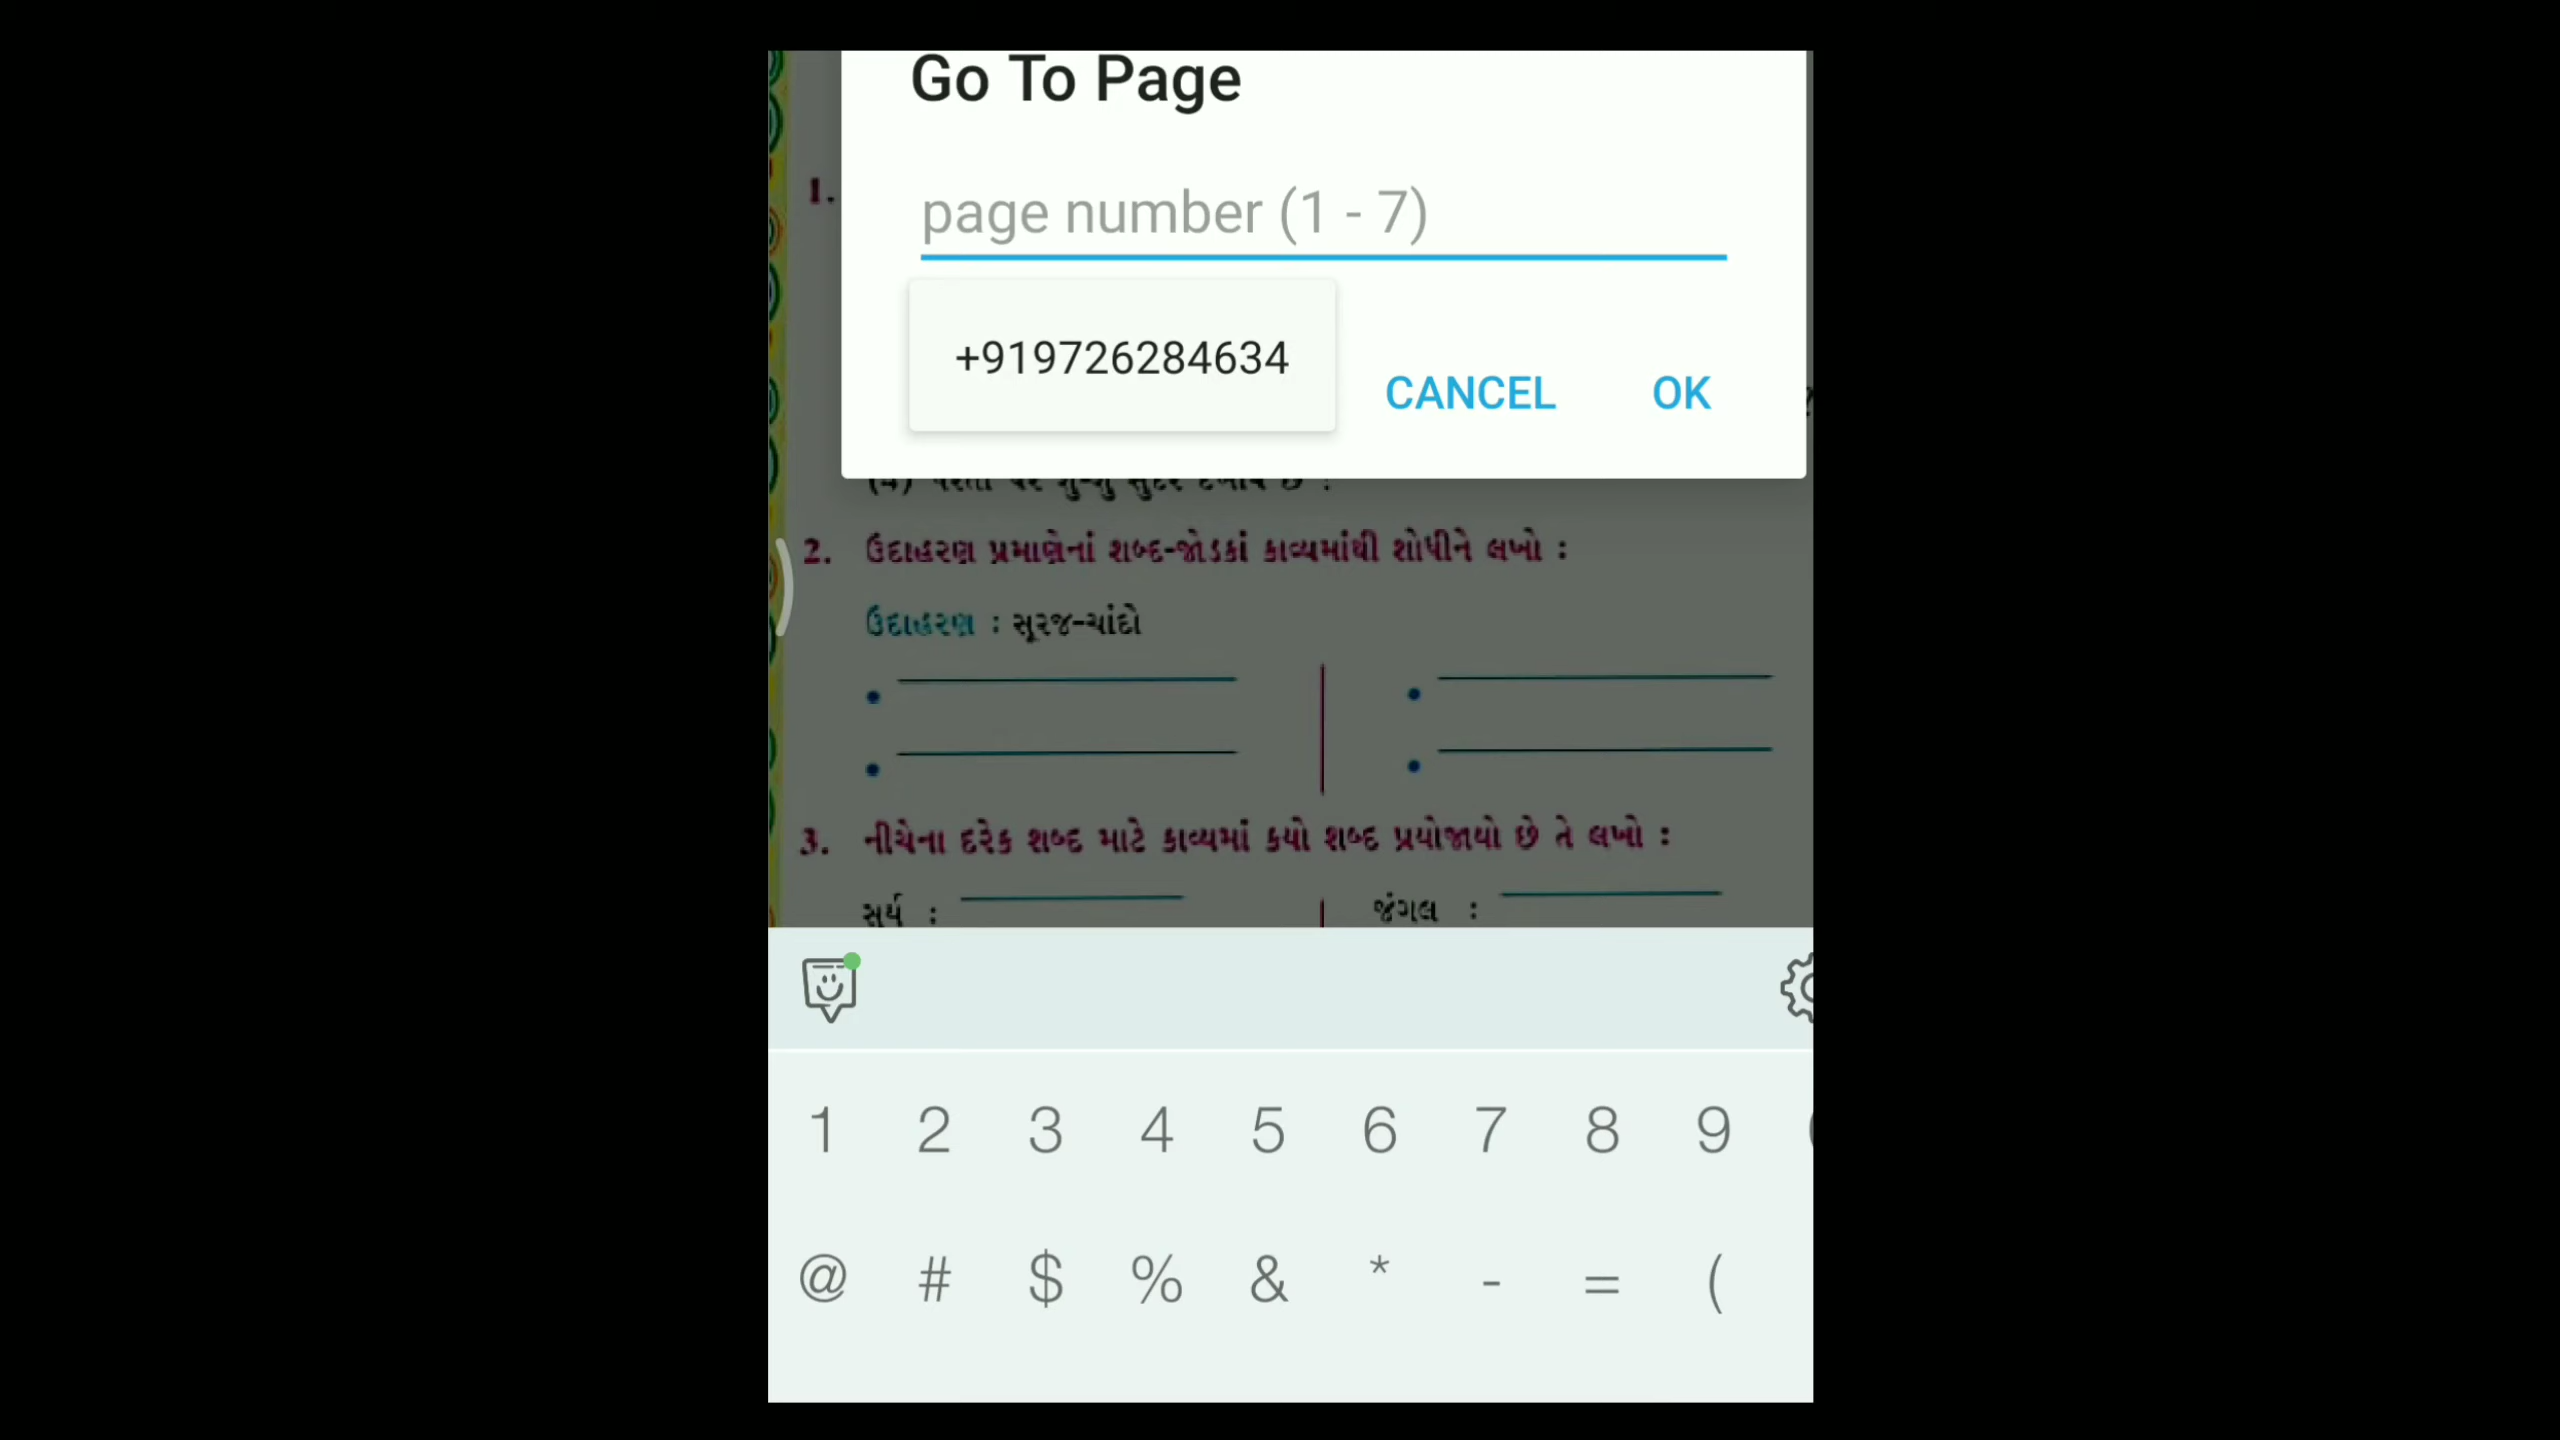 Go To Page
1.
page number (1 - 7)
+919726284634
CANCEL OK
2. ઉદાહરણ પ્રમાણેનાં શબ્દ-જોડકાં કાવ્યમાંથી શોધીને લખો :
ઉદાહરણ : સૂરજ-ચાંદો
3. નીચેના દરેક શબ્દ માટે કાવ્યમાં કયો શબ્દ પ્રયોજાયો છે તે લખો :
સૂર્ય : જંગલ :
1 2 3 4 5 6 7 8 9
@ # $ % & * - = (